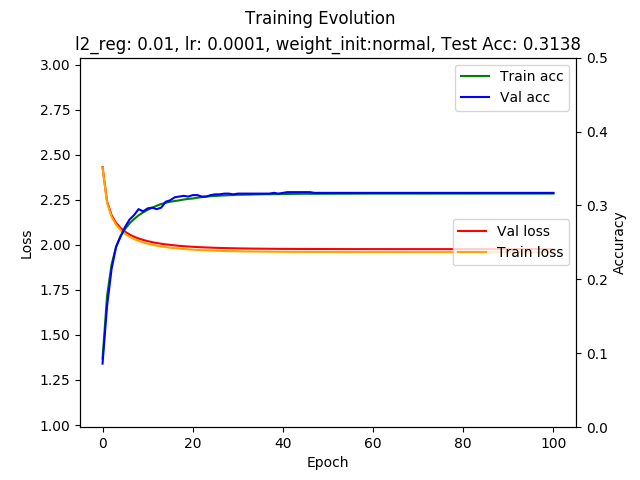 Training Evolution
l2_reg: 0.01, lr: 0.0001, weight_init:normal, Test Acc: 0.3138
3.00
2.75
2.50
2.25
2.00
1.75
1.50
1.25
1.00
Loss
0.5
0.4
0.3
0.2
0.1
0.0
Accuracy
Train acc
Val acc
Val loss
Train loss
0 20 40 60 80 100
Epoch